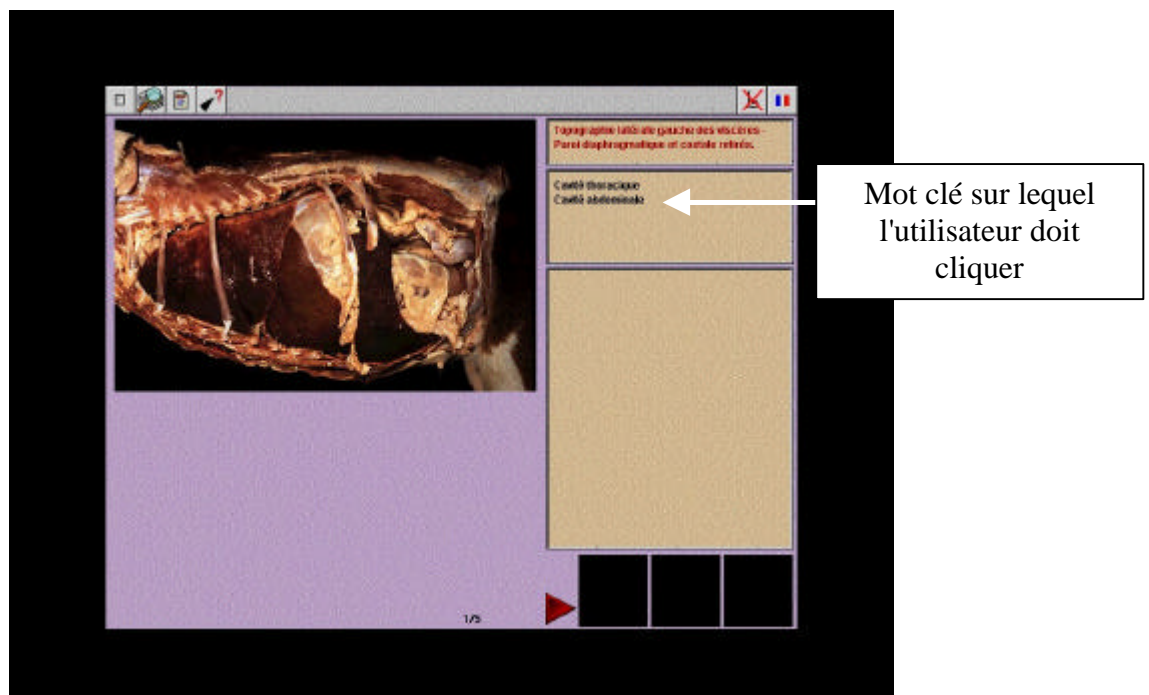 Topographie latérale gauche des viscères -
Paroi diaphragmatique et costale retirée.
Cavité thoracique
Cavité abdominale
Mot clé sur lequel
l'utilisateur doit
cliquer
1/5